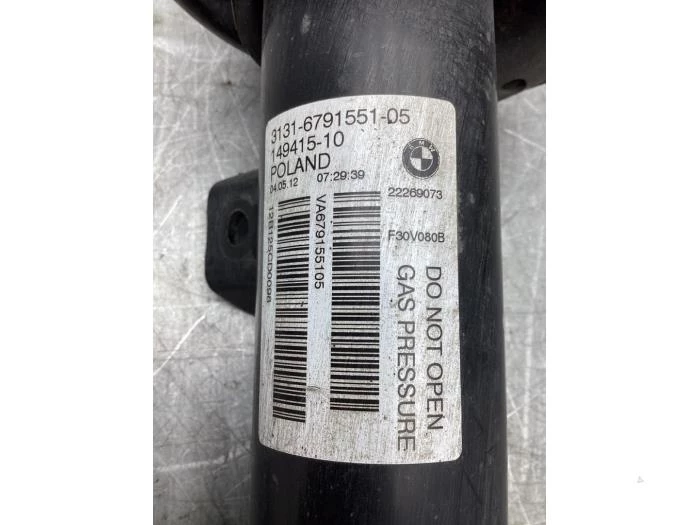 3131-6791551-05
149415-10
POLAND
04.05.12 07:29:39
BMW
22269073
F30V080B
VA679155105
12B125CD0098
DO NOT OPEN
GAS PRESSURE